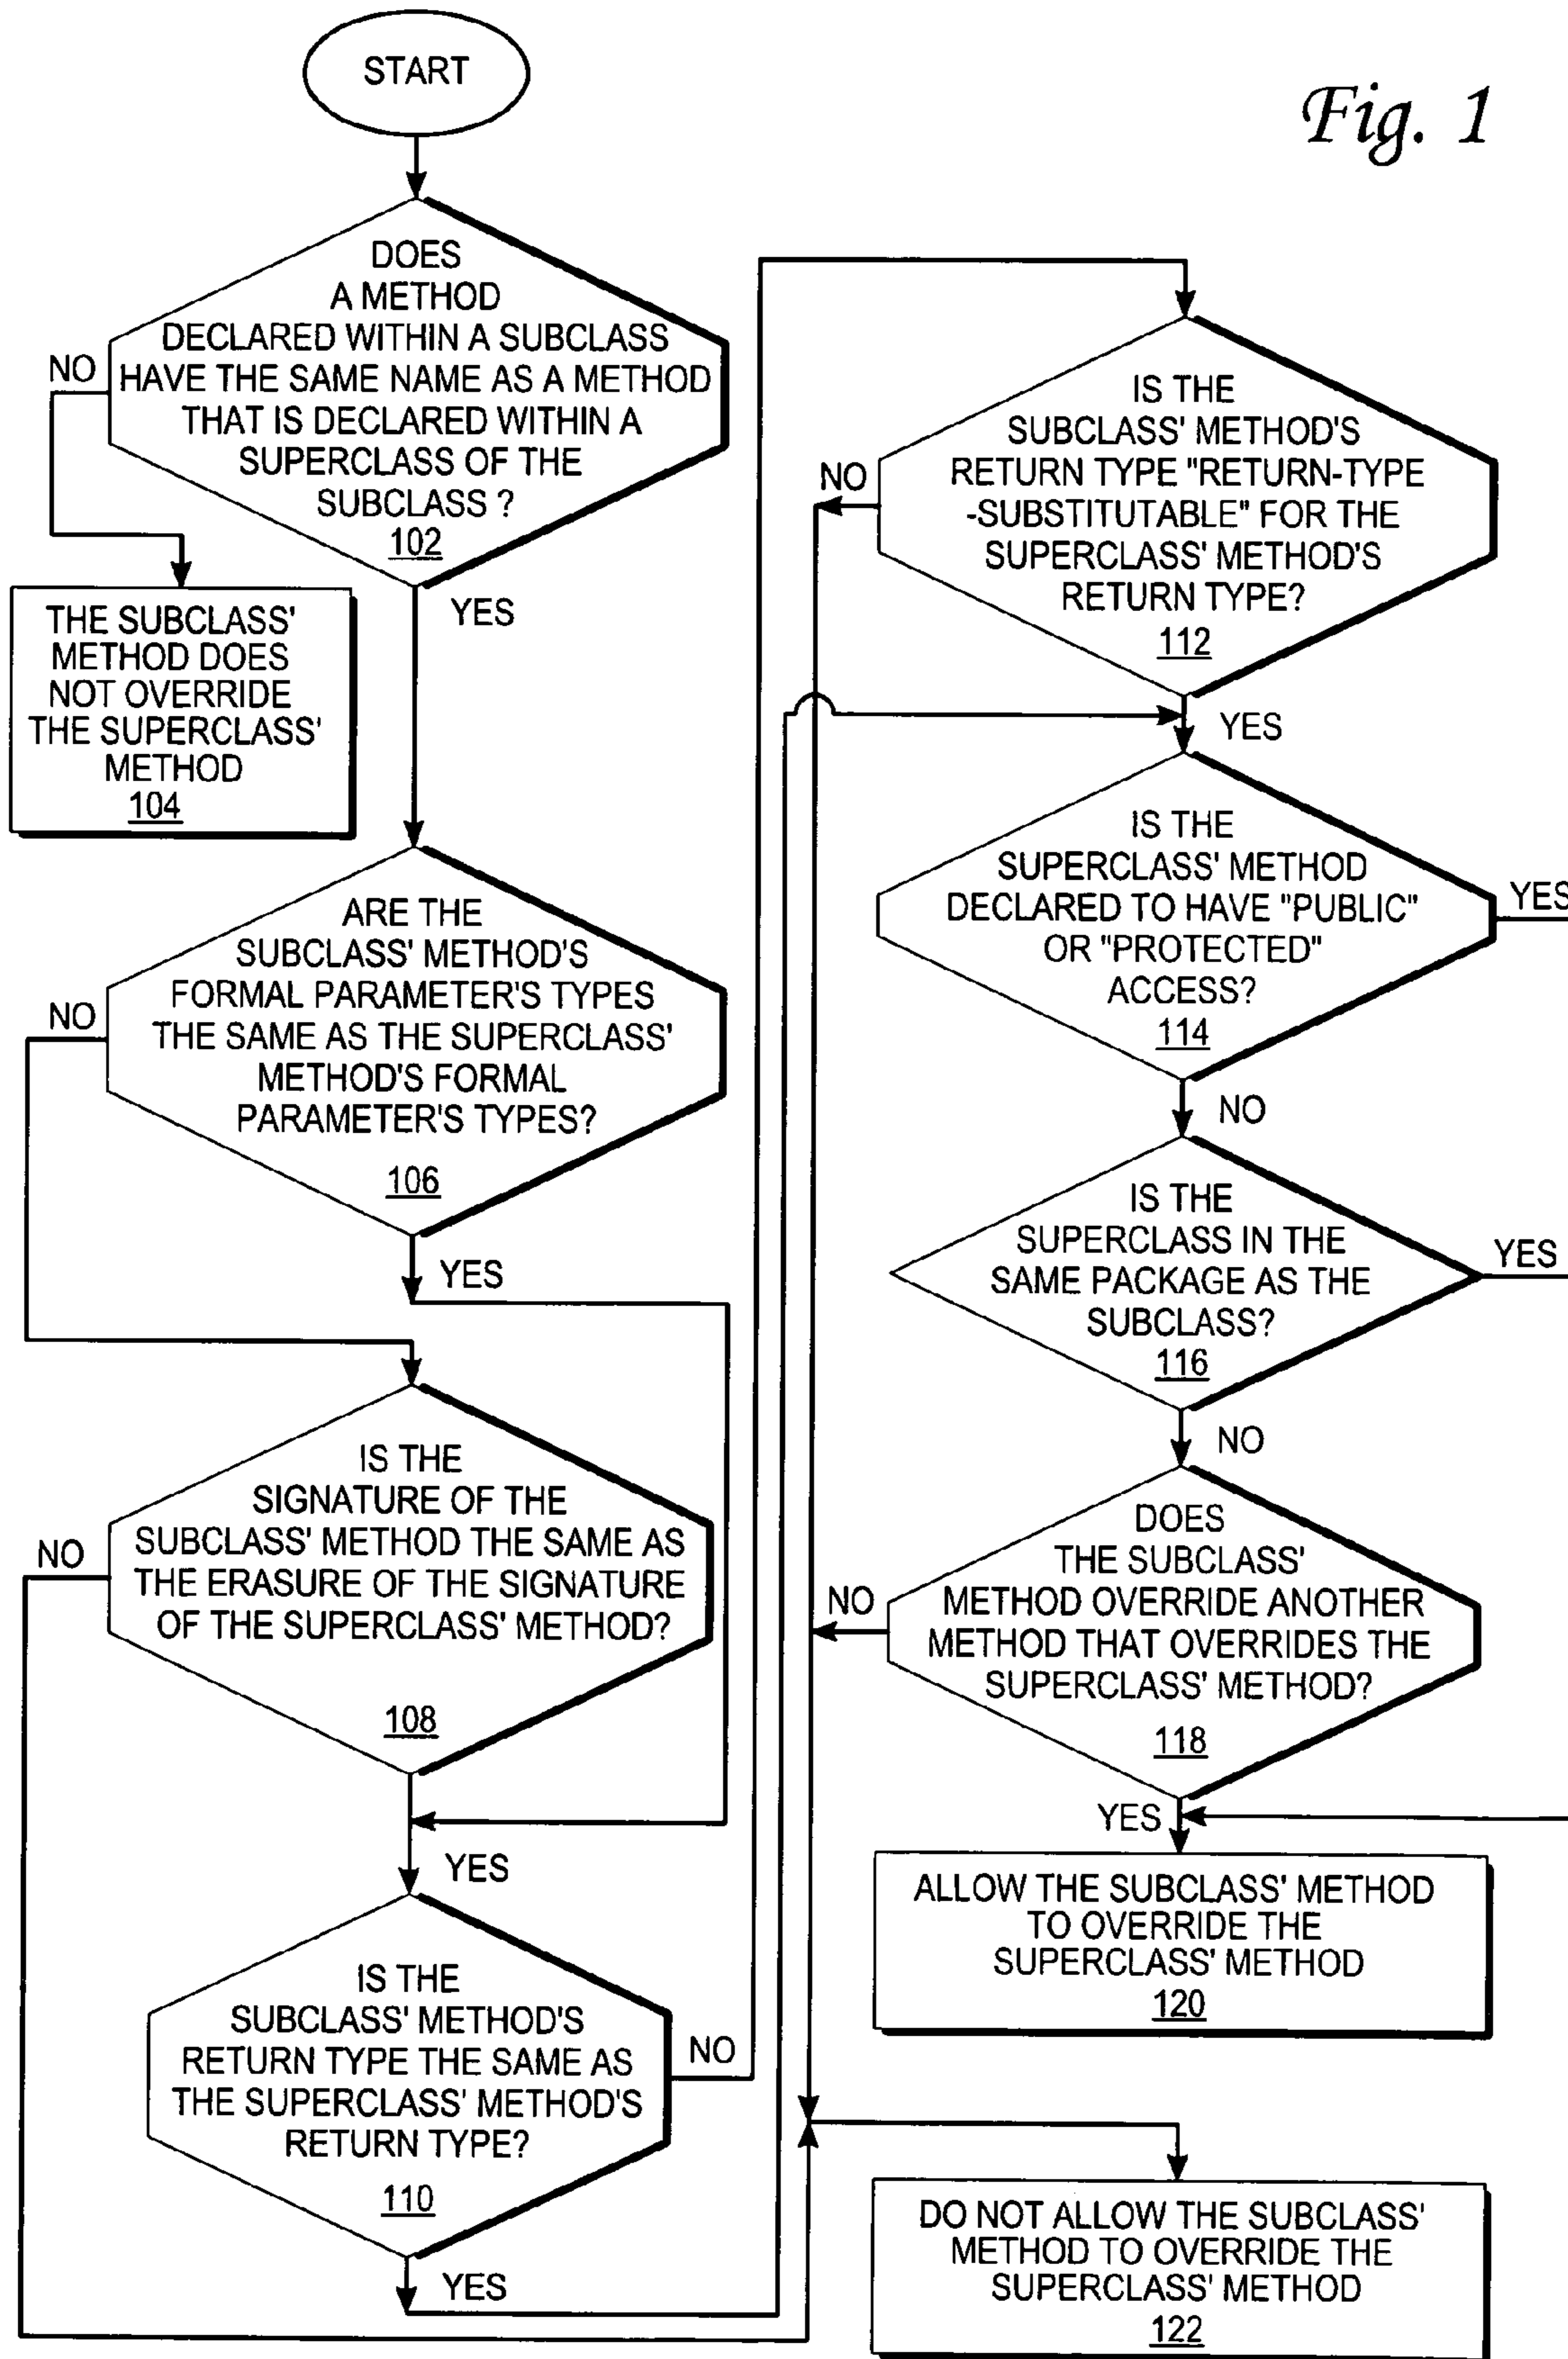 START
Fig. 1
DOES
A METHOD
DECLARED WITHIN A SUBCLASS
HAVE THE SAME NAME AS A METHOD
THAT IS DECLARED WITHIN A
SUPERCLASS OF THE
SUBCLASS ?
102
NO
YES
THE SUBCLASS'
METHOD DOES
NOT OVERRIDE
THE SUPERCLASS'
METHOD
104
ARE THE
SUBCLASS' METHOD'S
FORMAL PARAMETER'S TYPES
THE SAME AS THE SUPERCLASS'
METHOD'S FORMAL
PARAMETER'S TYPES?
106
NO
YES
IS THE
SIGNATURE OF THE
SUBCLASS' METHOD THE SAME AS
THE ERASURE OF THE SIGNATURE
OF THE SUPERCLASS' METHOD?
108
NO
YES
IS THE
SUBCLASS' METHOD'S
RETURN TYPE THE SAME AS
THE SUPERCLASS' METHOD'S
RETURN TYPE?
110
NO
YES
IS THE
SUBCLASS' METHOD'S
RETURN TYPE "RETURN-TYPE
-SUBSTITUTABLE" FOR THE
SUPERCLASS' METHOD'S
RETURN TYPE?
112
NO
YES
IS THE
SUPERCLASS' METHOD
DECLARED TO HAVE "PUBLIC"
OR "PROTECTED"
ACCESS?
114
YES
NO
IS THE
SUPERCLASS IN THE
SAME PACKAGE AS THE
SUBCLASS?
116
YES
NO
DOES
THE SUBCLASS'
METHOD OVERRIDE ANOTHER
METHOD THAT OVERRIDES THE
SUPERCLASS' METHOD?
118
NO
YES
ALLOW THE SUBCLASS' METHOD
TO OVERRIDE THE
SUPERCLASS' METHOD
120
DO NOT ALLOW THE SUBCLASS'
METHOD TO OVERRIDE THE
SUPERCLASS' METHOD
122